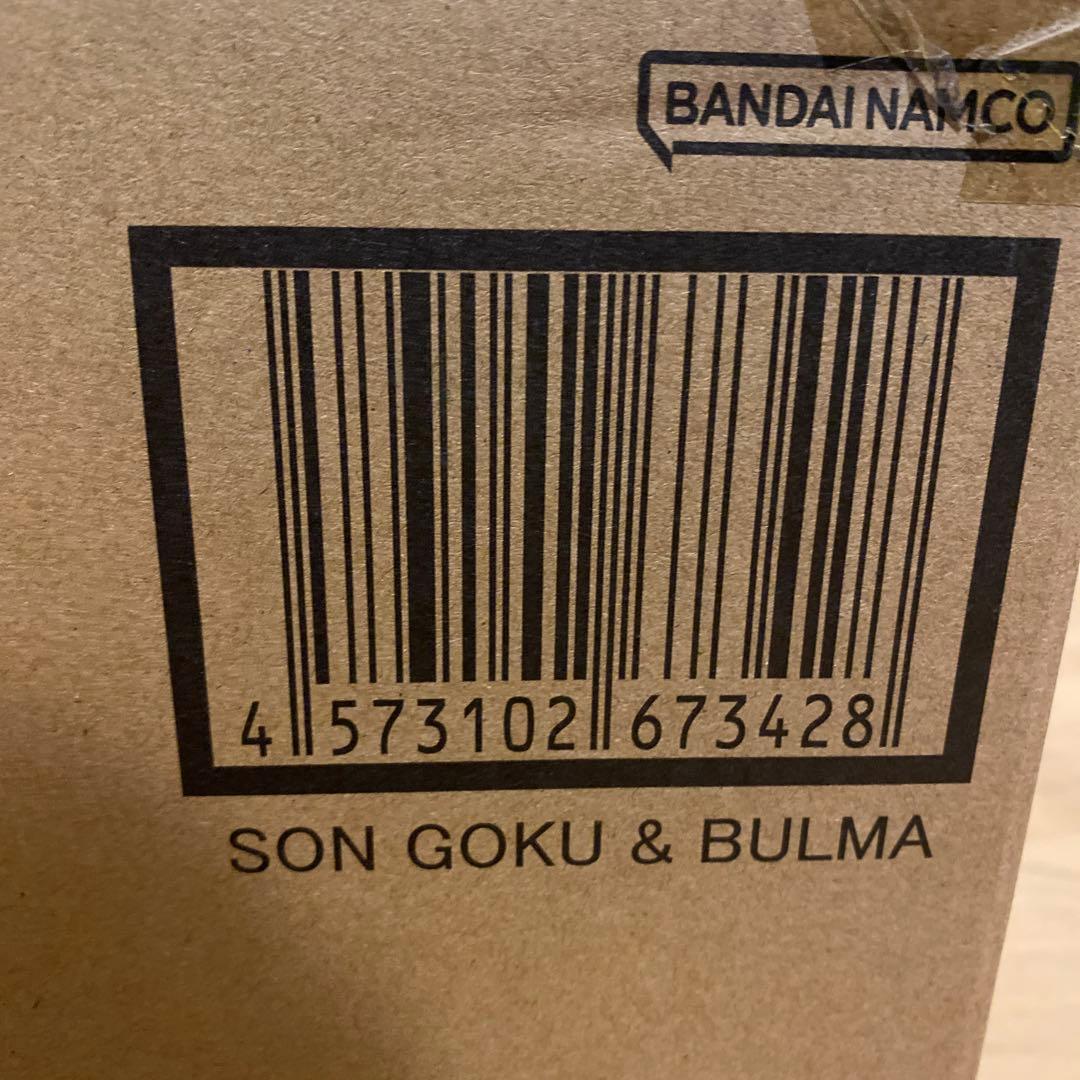 BANDAI NAMCO
4 573102 673428
SON GOKU & BULMA